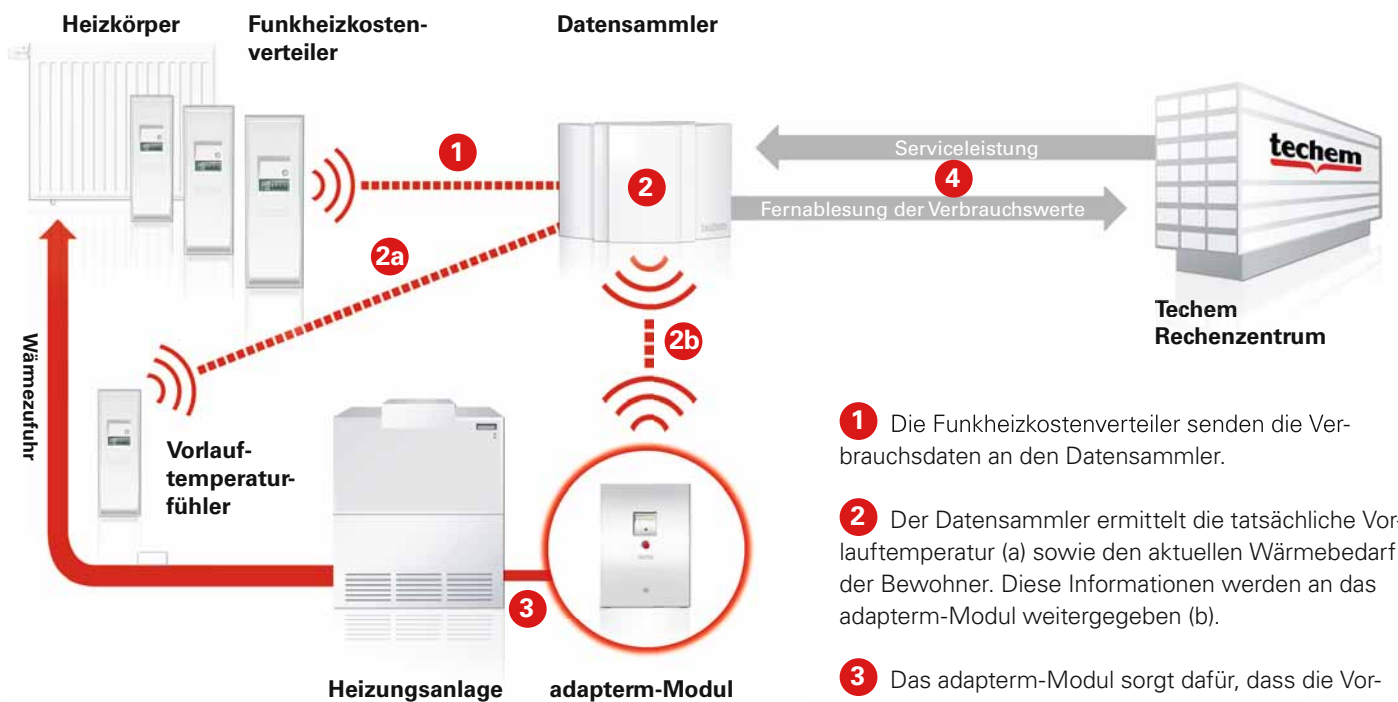 Heizkörper
Funkheizkosten-
verteiler
Datensammler
1
2
Serviceleistung
4
Fernablesung der Verbrauchswerte
techem
techem
2a
2b
Techem
Rechenzentrum
Wärmezufuhr
Vorlauf-
temperatur-
fühler
3
Heizungsanlage
adapterm-Modul
1 Die Funkheizkostenverteiler senden die Ver-
brauchsdaten an den Datensammler.
2 Der Datensammler ermittelt die tatsächliche Vor-
lauftemperatur (a) sowie den aktuellen Wärmebedarf
der Bewohner. Diese Informationen werden an das
adapterm-Modul weitergegeben (b).
3 Das adapterm-Modul sorgt dafür, dass die Vor-